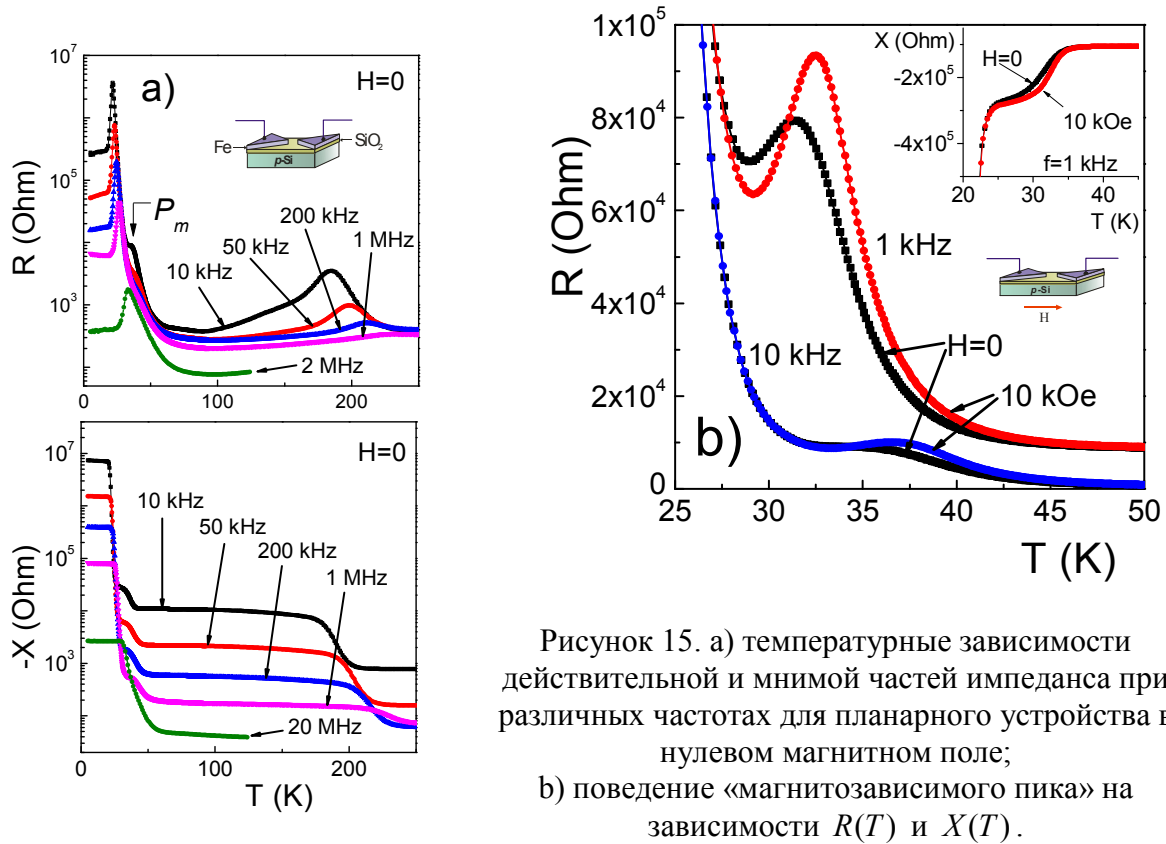 a)
H=0
R (Ohm)
10⁷
10⁵
10³
Fe
SiO₂
p-Si
Pₘ
200 kHz
1 MHz
50 kHz
10 kHz
2 MHz
0 100 200
H=0
-X (Ohm)
10⁷
10⁵
10³
10 kHz
50 kHz
200 kHz
1 MHz
20 MHz
0 100 200
T (K)
b)
R (Ohm)
1x10⁵
8x10⁴
6x10⁴
4x10⁴
2x10⁴
0
X (Ohm)
H=0
-2x10⁵
10 kOe
-4x10⁵
f=1 kHz
20 30 40
T (K)
p-Si
H
1 kHz
10 kHz
H=0
10 kOe
25 30 35 40 45 50
T (K)
Рисунок 15. а) температурные зависимости
действительной и мнимой частей импеданса при
различных частотах для планарного устройства в
нулевом магнитном поле;
b) поведение «магнитозависимого пика» на
зависимости R(T) и X(T).